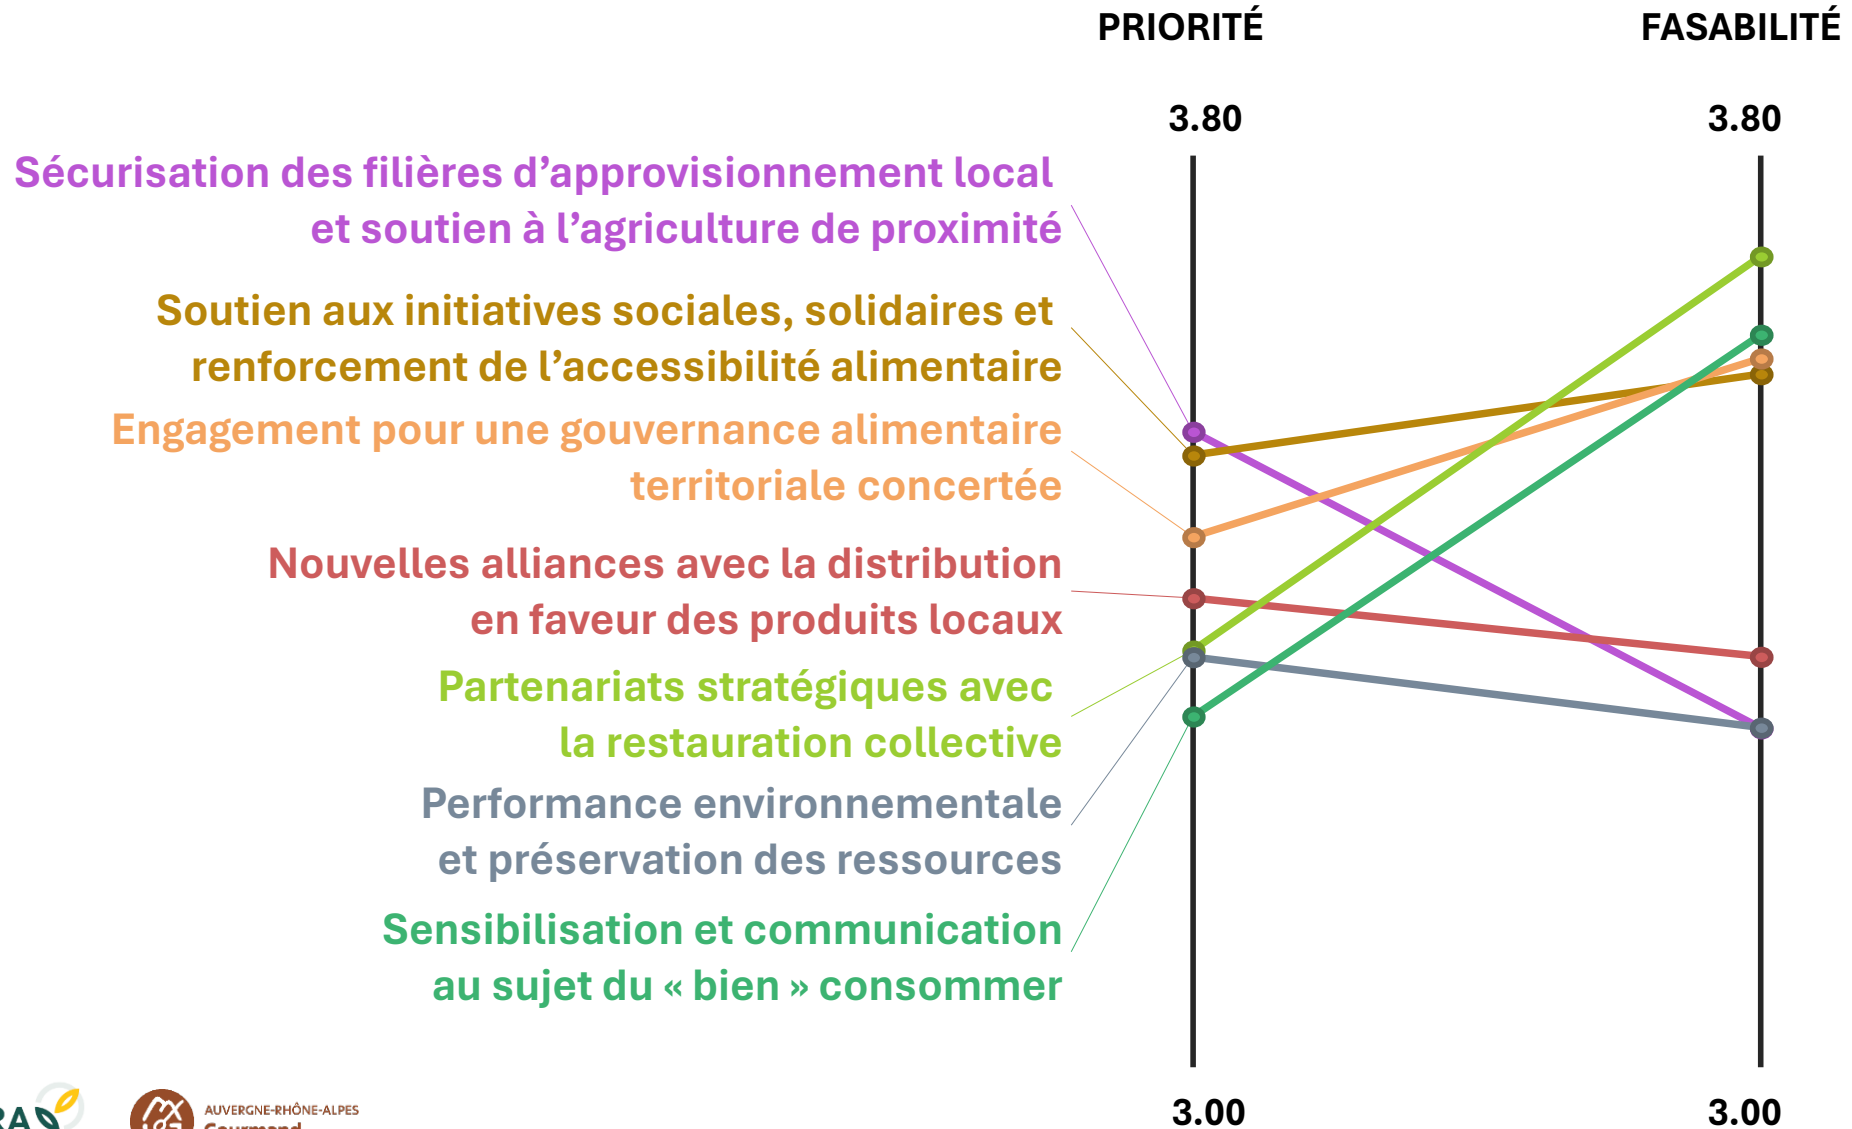 PRIORITÉ
FASABILITÉ
3.80
3.80
Sécurisation des filières d’approvisionnement local
et soutien à l’agriculture de proximité
Soutien aux initiatives sociales, solidaires et
renforcement de l’accessibilité alimentaire
Engagement pour une gouvernance alimentaire
territoriale concertée
Nouvelles alliances avec la distribution
en faveur des produits locaux
Partenariats stratégiques avec
la restauration collective
Performance environnementale
et préservation des ressources
Sensibilisation et communication
au sujet du « bien » consommer
AUVERGNE-RHÔNE-ALPES
Gourmand
3.00
3.00